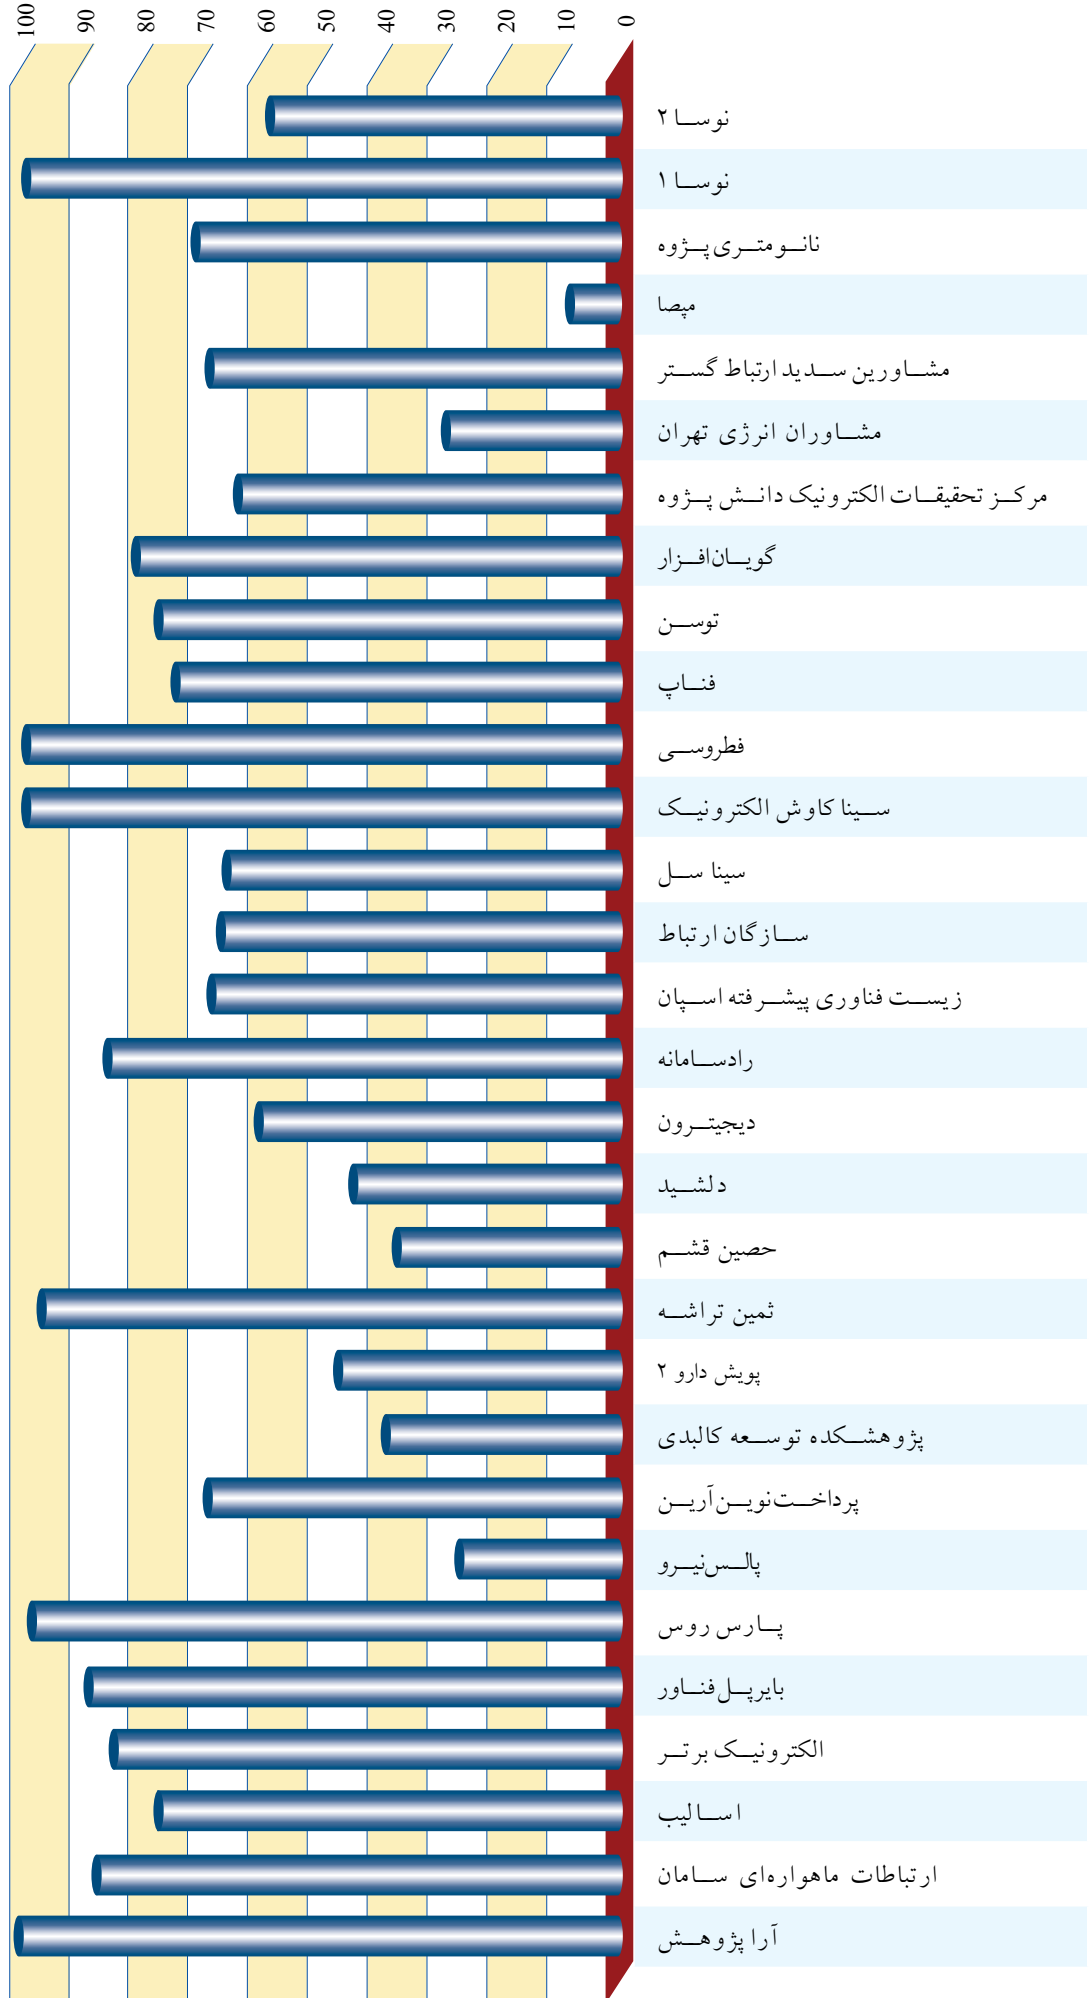 100 90 80 70 60 50 40 30 20 10 0
نوسا ۲
نوسا ۱
نانومتری پژوه
مپصا
مشاورین سدید ارتباط گستر
مشاوران انرژی تهران
مرکز تحقیقات الکترونیک دانش پژوه
گویان‌افزار
توسن
فناپ
فطروسی
سینا کاوش الکترونیک
سینا سل
سازگان ارتباط
زیست فناوری پیشرفته اسپان
رادسامانه
دیجیترون
دلشید
حصین قشم
ثمین تراشه
پویش دارو ۲
پژوهشکده توسعه کالبدی
پرداخت نوین آرین
پالس‌نیرو
پارس روس
بایرپل فناور
الکترونیک برتر
اسالیب
ارتباطات ماهواره‌ای سامان
آرا پژوهش